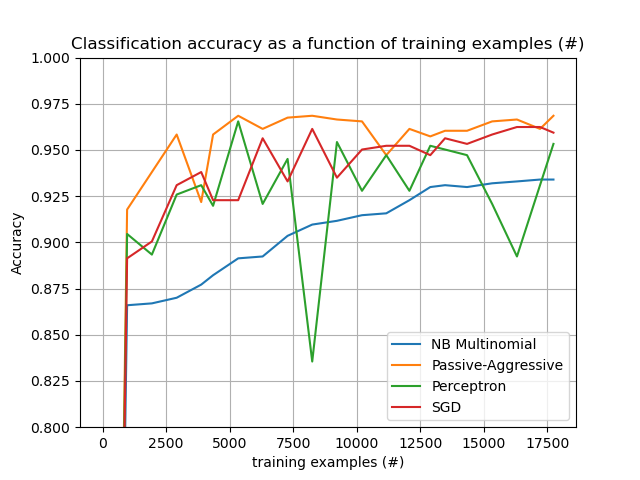 Classification accuracy as a function of training examples (#)
1.000
0.975
0.950
0.925
0.900
0.875
0.850
0.825
0.800
Accuracy
NB Multinomial
Passive-Aggressive
Perceptron
SGD
0 2500 5000 7500 10000 12500 15000 17500
training examples (#)